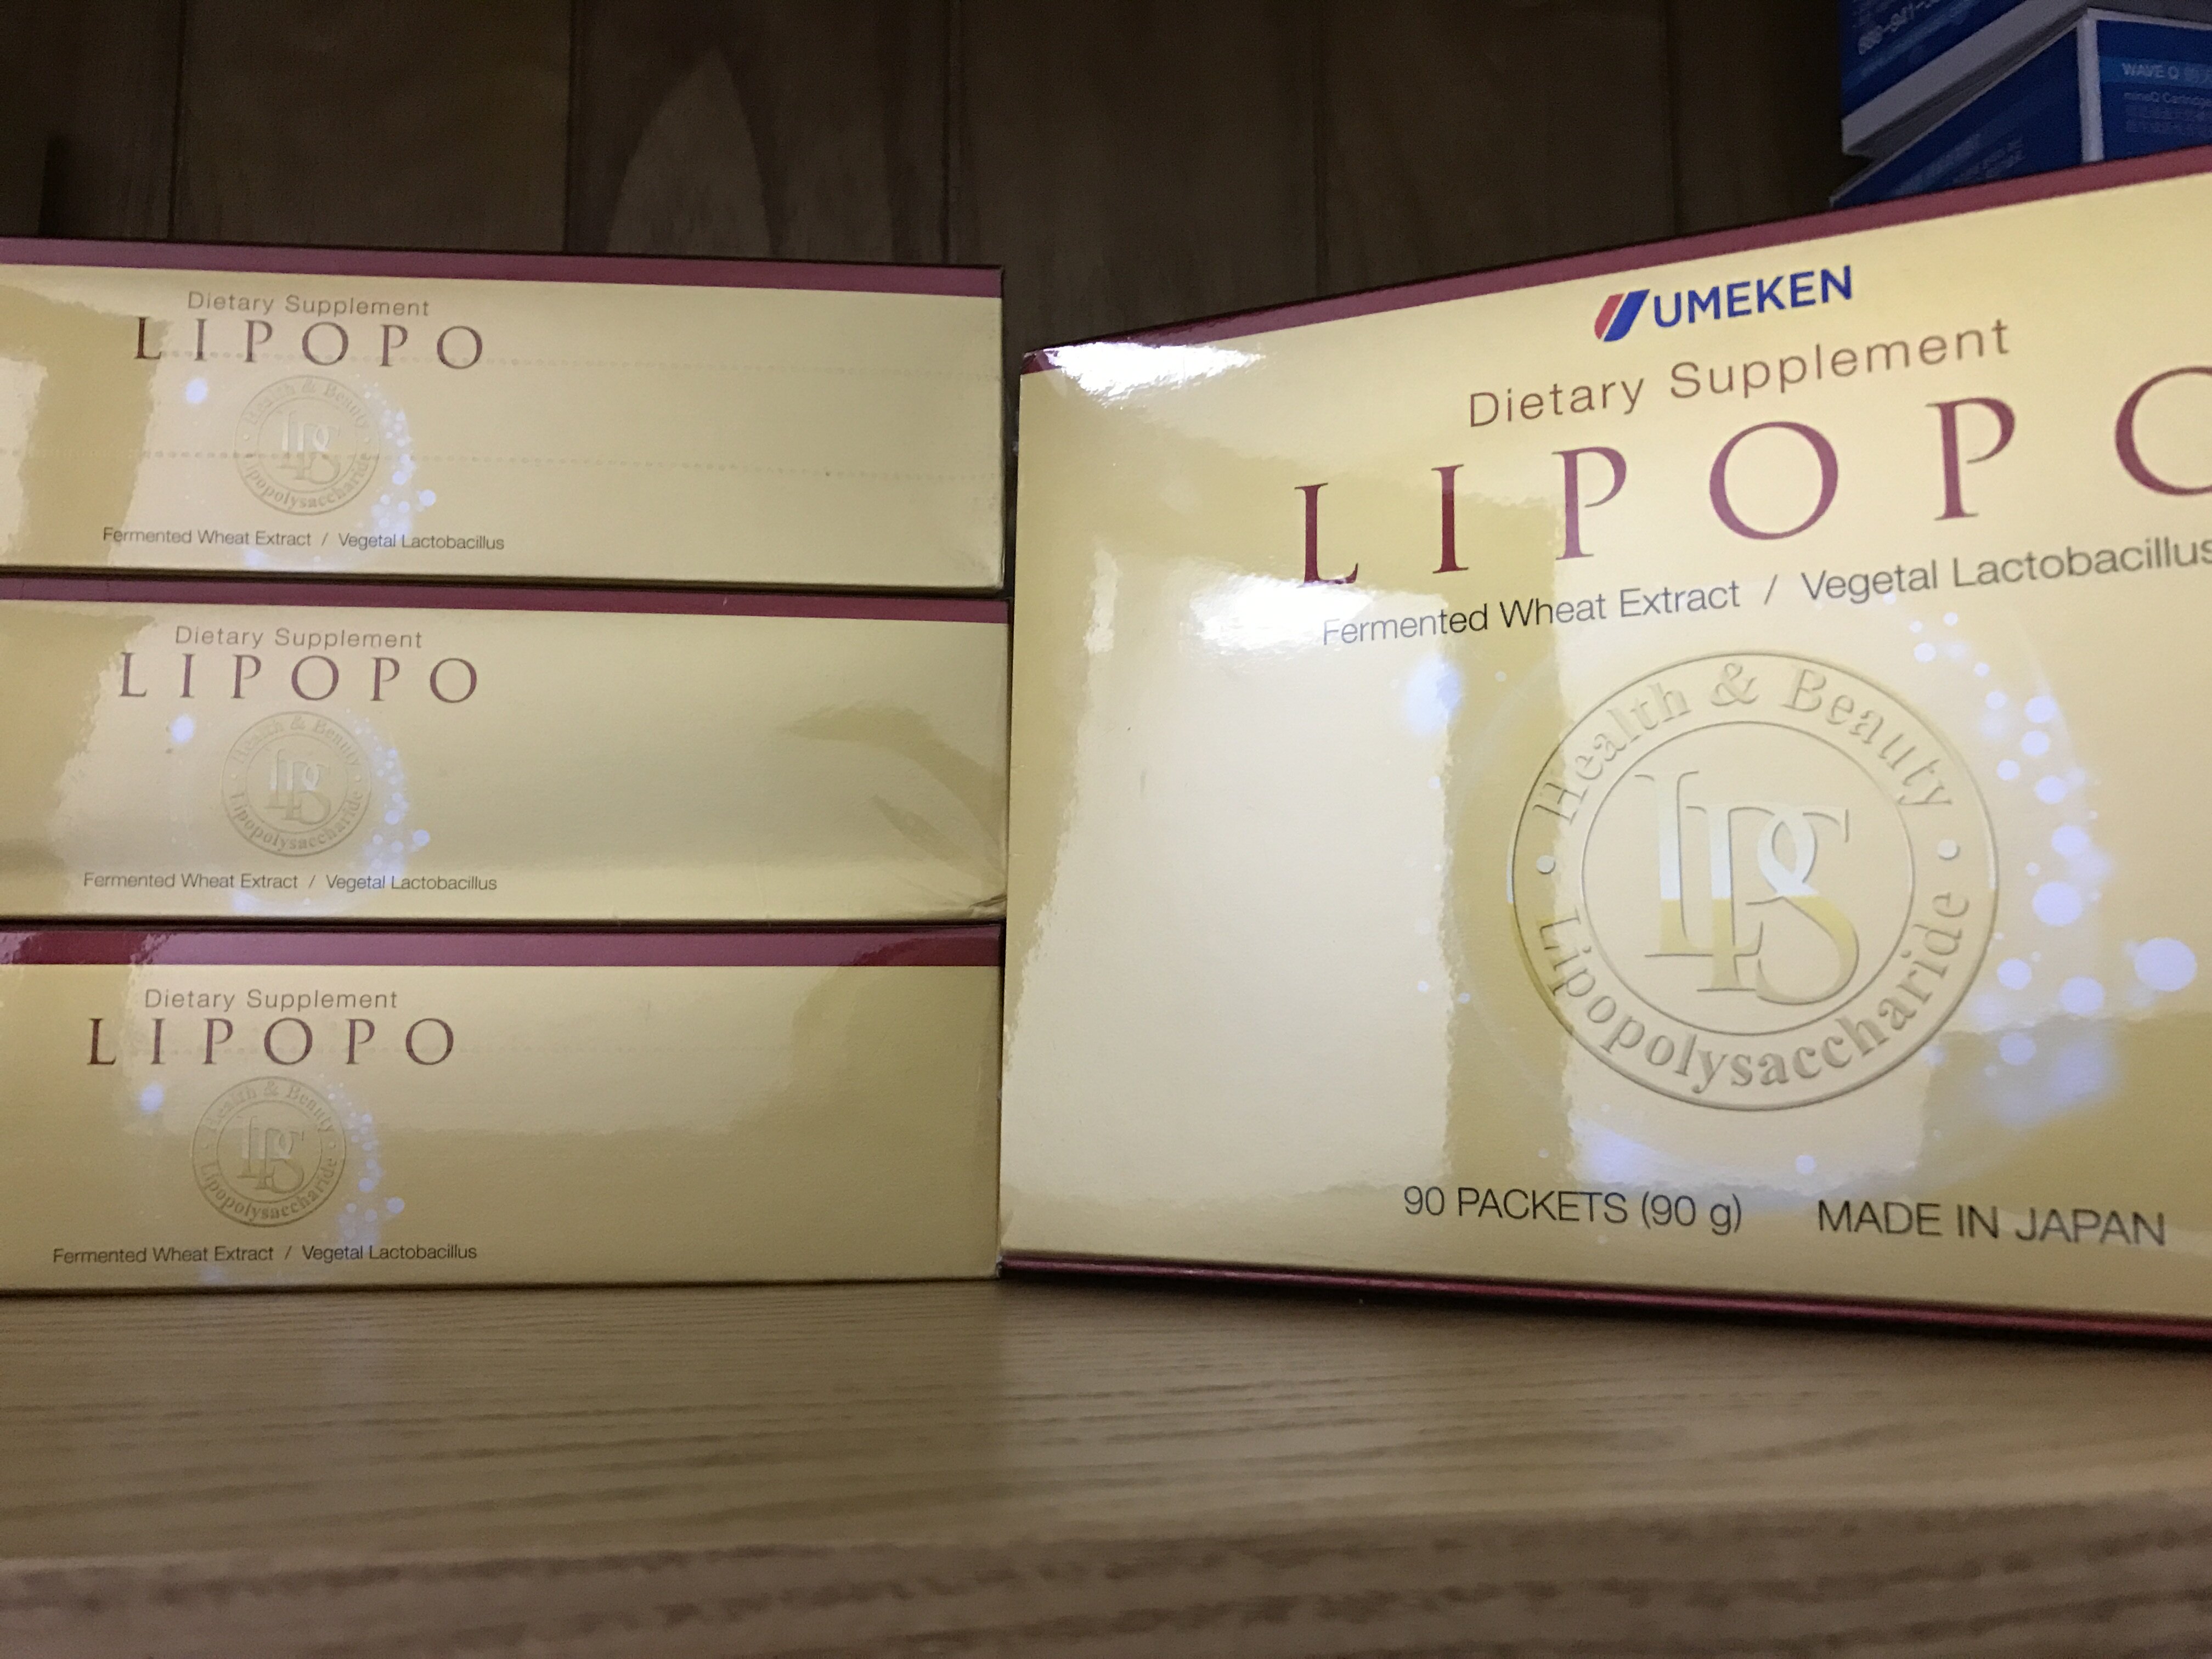 Dietary Supplement
LIPOPO
Health & Beauty
LPS
Lipopolysaccharide
Fermented Wheat Extract / Vegetal Lactobacillus
Dietary Supplement
LIPOPO
Health & Beauty
LPS
Lipopolysaccharide
Fermented Wheat Extract / Vegetal Lactobacillus
Dietary Supplement
LIPOPO
Health & Beauty
LPS
Lipopolysaccharide
Fermented Wheat Extract / Vegetal Lactobacillus
WAVE Q
UMEKEN
Dietary Supplement
LIPOPO
Fermented Wheat Extract / Vegetal Lactobacillus
Health & Beauty
LPS
Lipopolysaccharide
90 PACKETS (90 g) MADE IN JAPAN